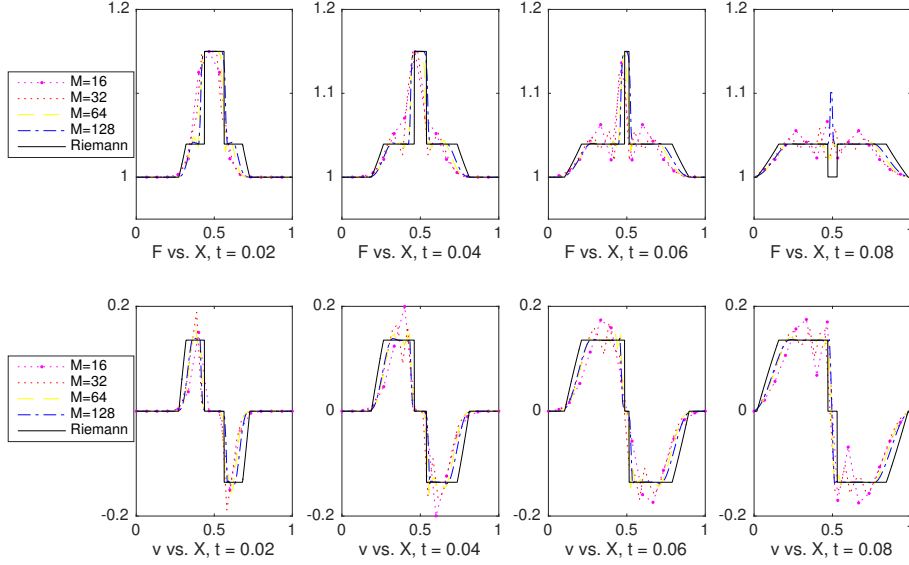 1.2
1.1
1
0 0.5 1
F vs. X, t = 0.02
0 0.5 1
F vs. X, t = 0.04
0 0.5 1
F vs. X, t = 0.06
0 0.5 1
F vs. X, t = 0.08
1.2
1.1
1
1.2
1.1
1
1.2
1.1
1
M=16
M=32
M=64
M=128
Riemann
0.2
0
-0.2
0 0.5 1
v vs. X, t = 0.02
0.2
0
-0.2
0 0.5 1
v vs. X, t = 0.04
0.2
0
-0.2
0 0.5 1
v vs. X, t = 0.06
0.2
0
-0.2
0 0.5 1
v vs. X, t = 0.08
M=16
M=32
M=64
M=128
Riemann